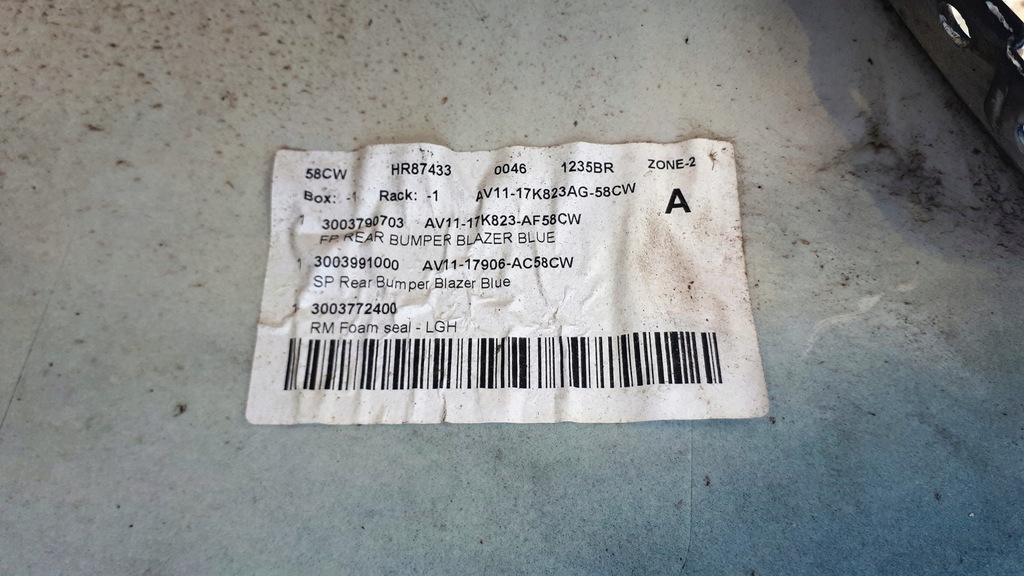 58CW HR87433 0046 1235BR ZONE-2
Box: -1 Rack: -1 AV11-17K823AG-58CW A
1 3003790703 AV11-17K823-AF58CW
FP REAR BUMPER BLAZER BLUE
1 3003991000 AV11-17906-AC58CW
SP Rear Bumper Blazer Blue
1 3003772400
RM Foam seal - LGH